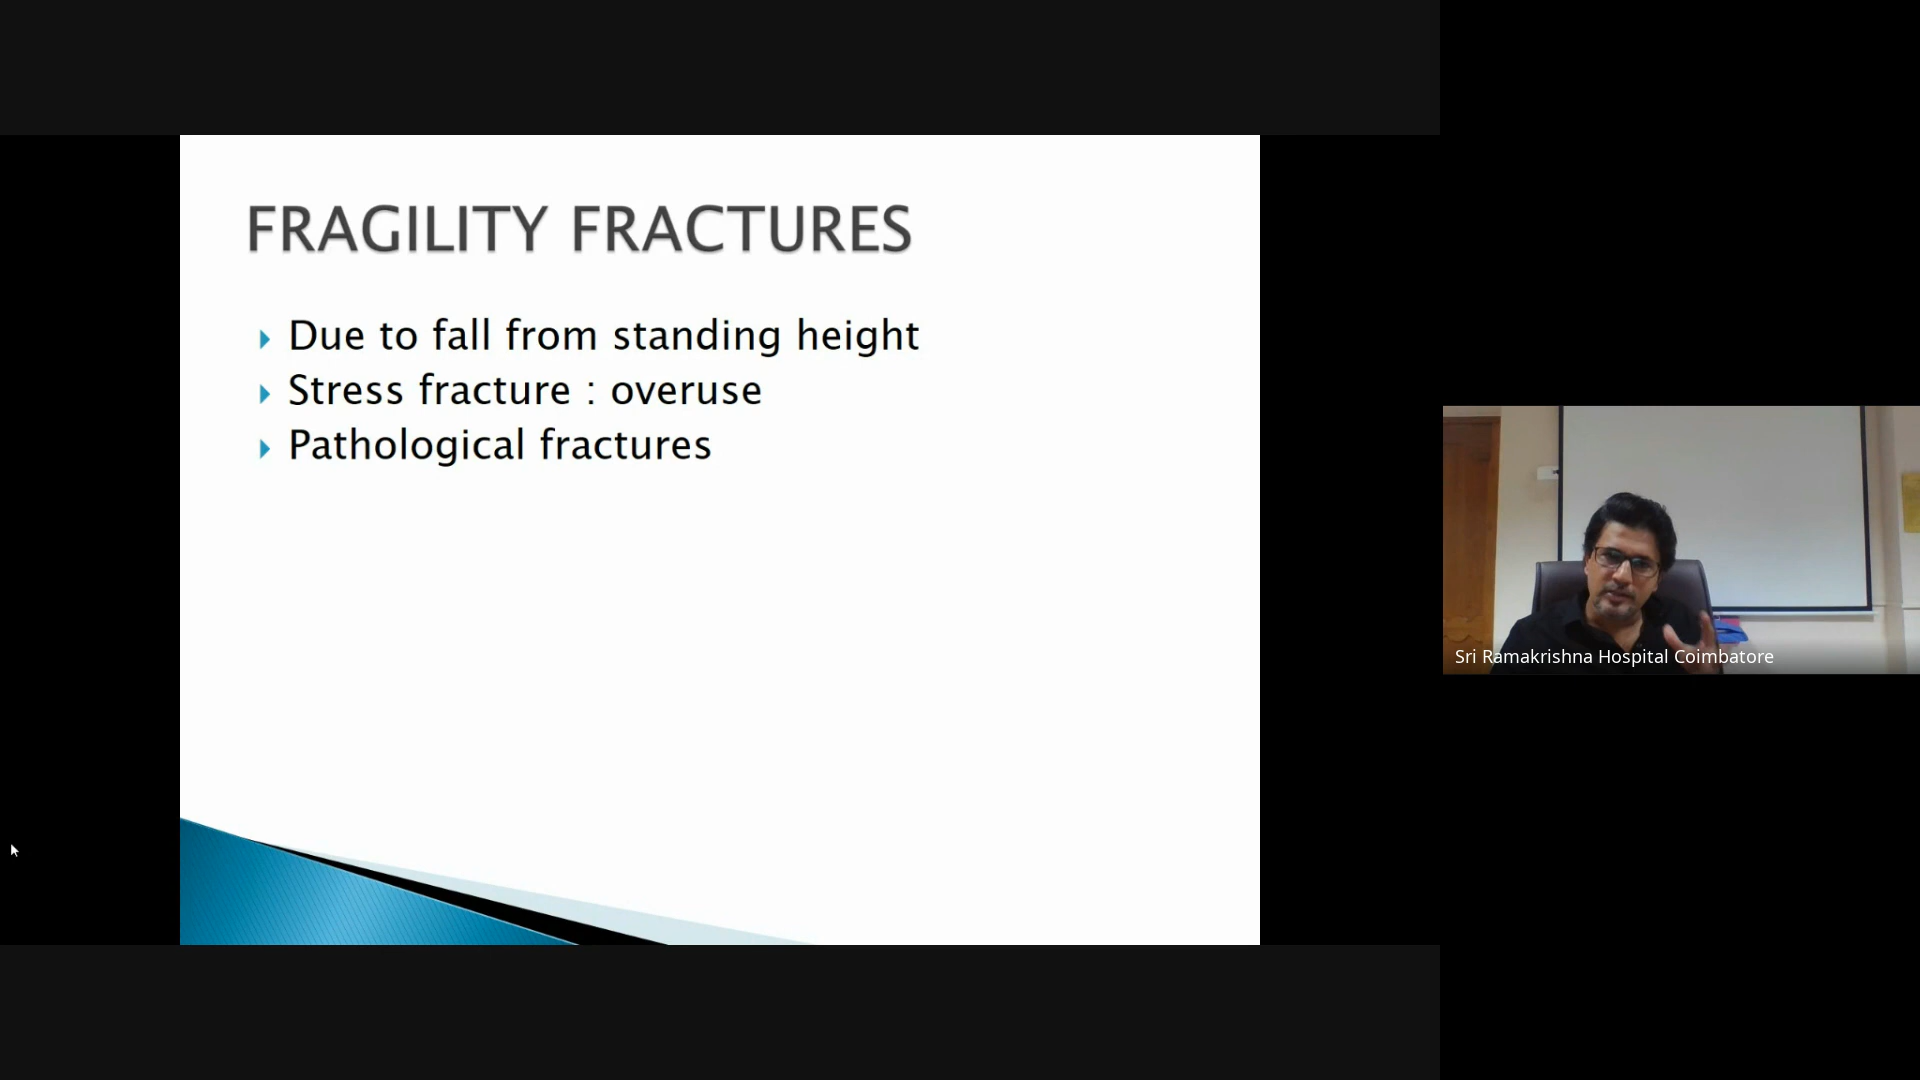 FRAGILITY FRACTURES
Due to fall from standing height
Stress fracture : overuse
Pathological fractures
Sri Ramakrishna Hospital Coimbatore